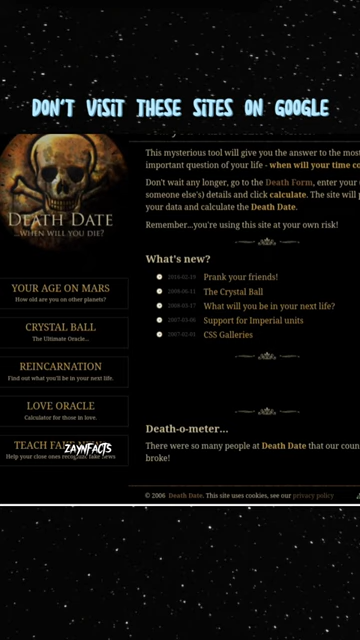 DON'T VISIT THESE SITES ON GOOGLE
This mysterious tool will give you the answer to the most
important question of your life - when will your time co
Don't wait any longer, go to the Death Form, enter your
someone else's) details and click calculate. The site will
your data and calculate the Death Date.
Remember...you're using this site at your own risk!
DEATH DATE
...WHEN WILL YOU DIE?
What's new?
2016-02-19 Prank your friends!
2008-06-11 The Crystal Ball
2008-03-17 What will you be in your next life?
2007-03-06 Support for Imperial units
2007-02-01 CSS Galleries
YOUR AGE ON MARS
How old are you on other planets?
CRYSTAL BALL
The Ultimate Oracle...
REINCARNATION
Find out what you'll be in your next life.
LOVE ORACLE
Calculator for those in love.
TEACH
ZAYNFACTS
Help your close ones recognize fake news
Death-o-meter...
There were so many people at Death Date that our coun
broke!
© 2006 Death Date. This site uses cookies, see our privacy policy